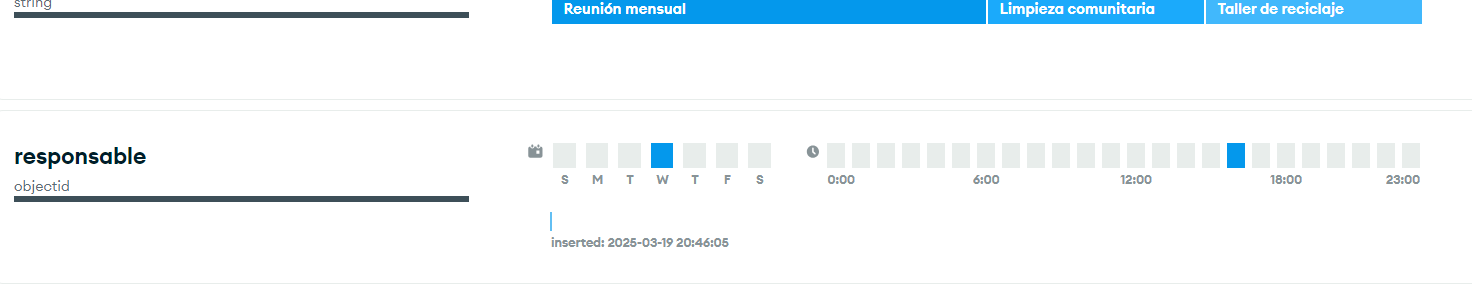 string
Reunión mensual Limpieza comunitaria Taller de reciclaje
responsable
objectid
S M T W T F S
0:00 6:00 12:00 18:00 23:00
inserted: 2025-03-19 20:46:05